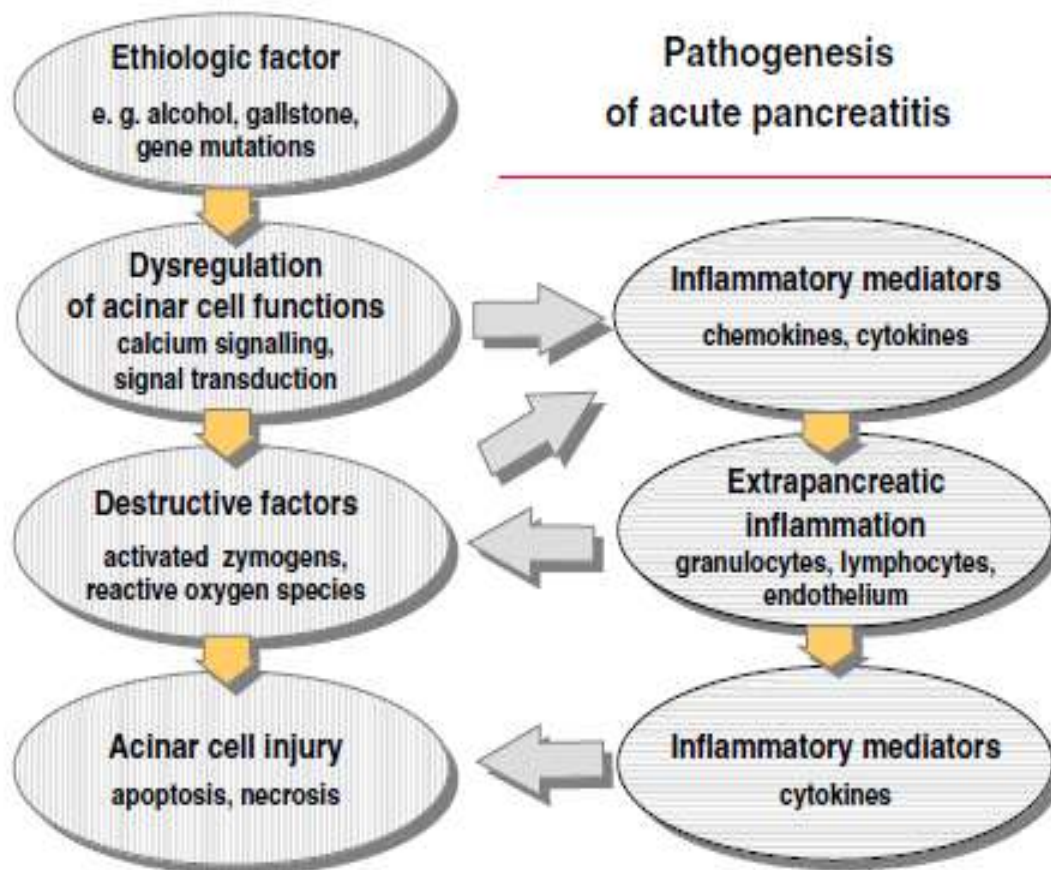 Pathogenesis
of acute pancreatitis
Ethiologic factor
e. g. alcohol, gallstone,
gene mutations
Dysregulation
of acinar cell functions
calcium signalling,
signal transduction
Destructive factors
activated zymogens,
reactive oxygen species
Acinar cell injury
apoptosis, necrosis
Inflammatory mediators
chemokines, cytokines
Extrapancreatic
inflammation
granulocytes, lymphocytes,
endothelium
Inflammatory mediators
cytokines